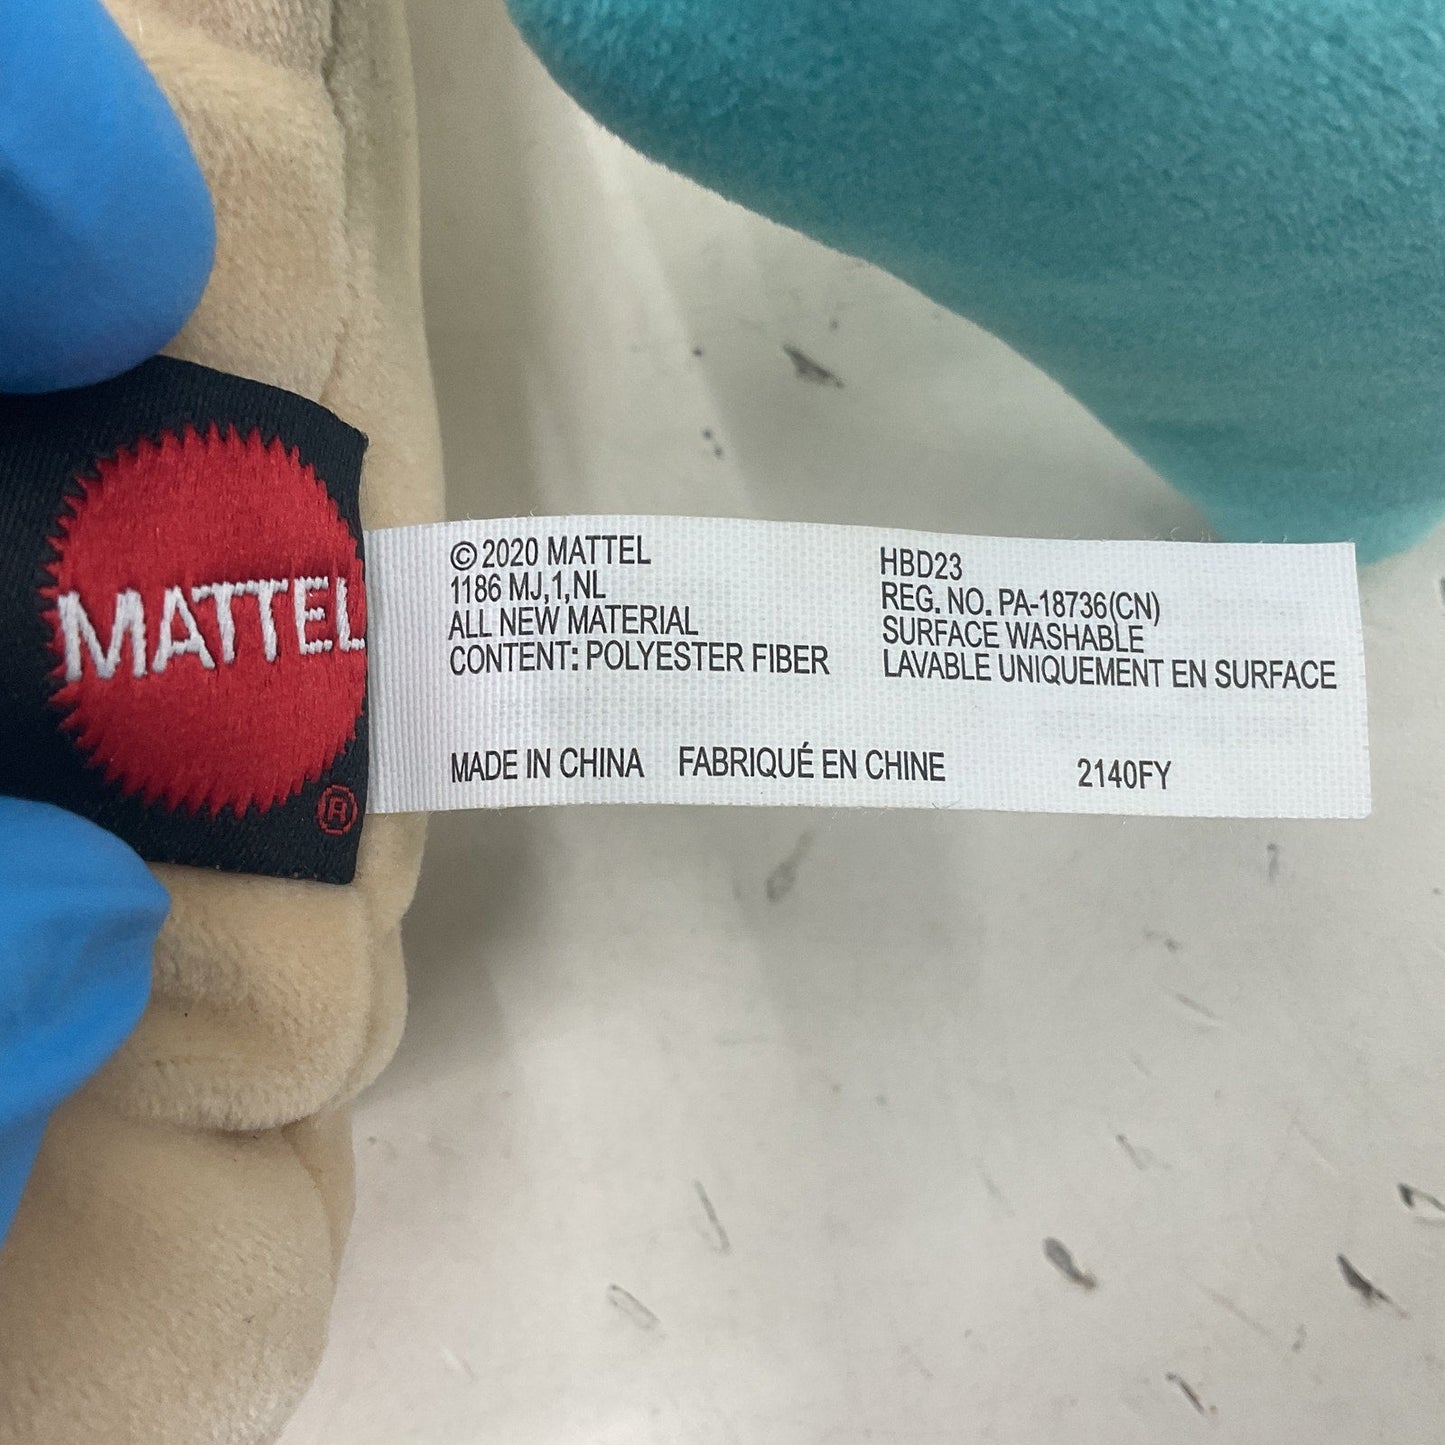 MATTEL
®
© 2020 MATTEL
1186 MJ,1,NL
ALL NEW MATERIAL
CONTENT: POLYESTER FIBER
HBD23
REG. NO. PA-18736(CN)
SURFACE WASHABLE
LAVABLE UNIQUEMENT EN SURFACE
MADE IN CHINA FABRIQUÉ EN CHINE 2140FY